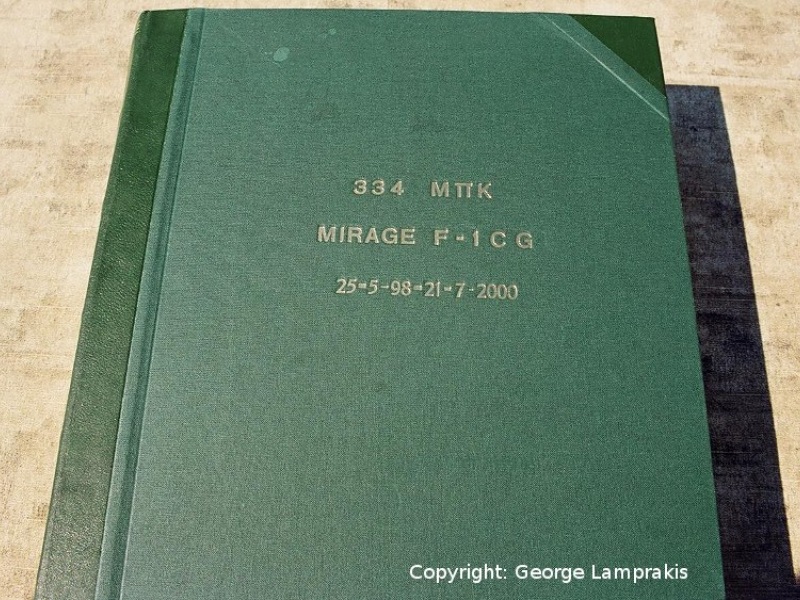 334 ΜΠΚ
MIRAGE F-1CG
25-5-98-21-7-2000
Copyright: George Lamprakis